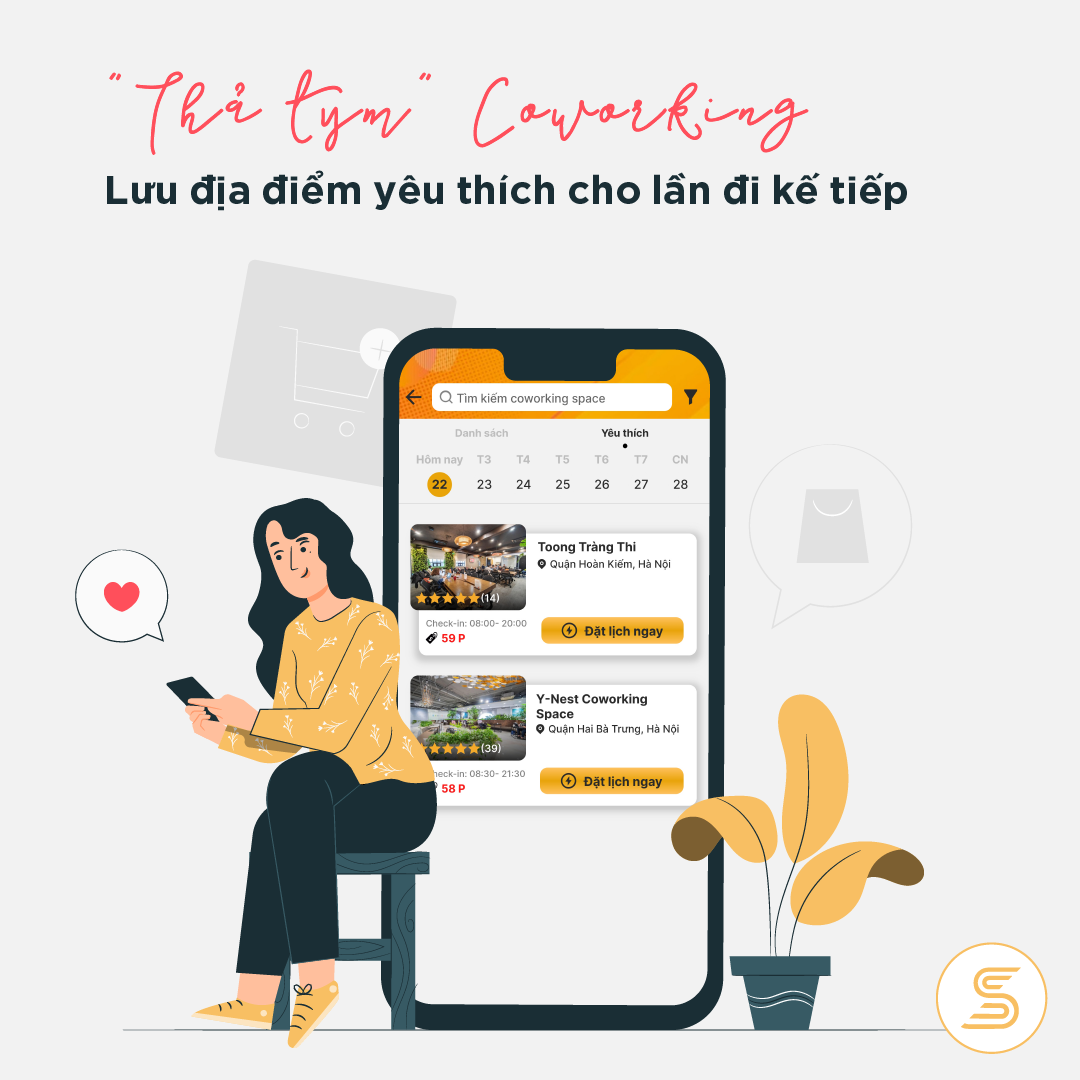 "Thả tym" Coworking
Lưu địa điểm yêu thích cho lần đi kế tiếp
Tìm kiếm coworking space
Danh sách Yêu thích
Hôm nay T3 T4 T5 T6 T7 CN
22 23 24 25 26 27 28
Toong Tràng Thi
Quận Hoàn Kiếm, Hà Nội
(14)
Check-in: 08:00- 20:00
59 P
Đặt lịch ngay
Y-Nest Coworking
Space
Quận Hai Bà Trưng, Hà Nội
(39)
heck-in: 08:30- 21:30
58 P
Đặt lịch ngay